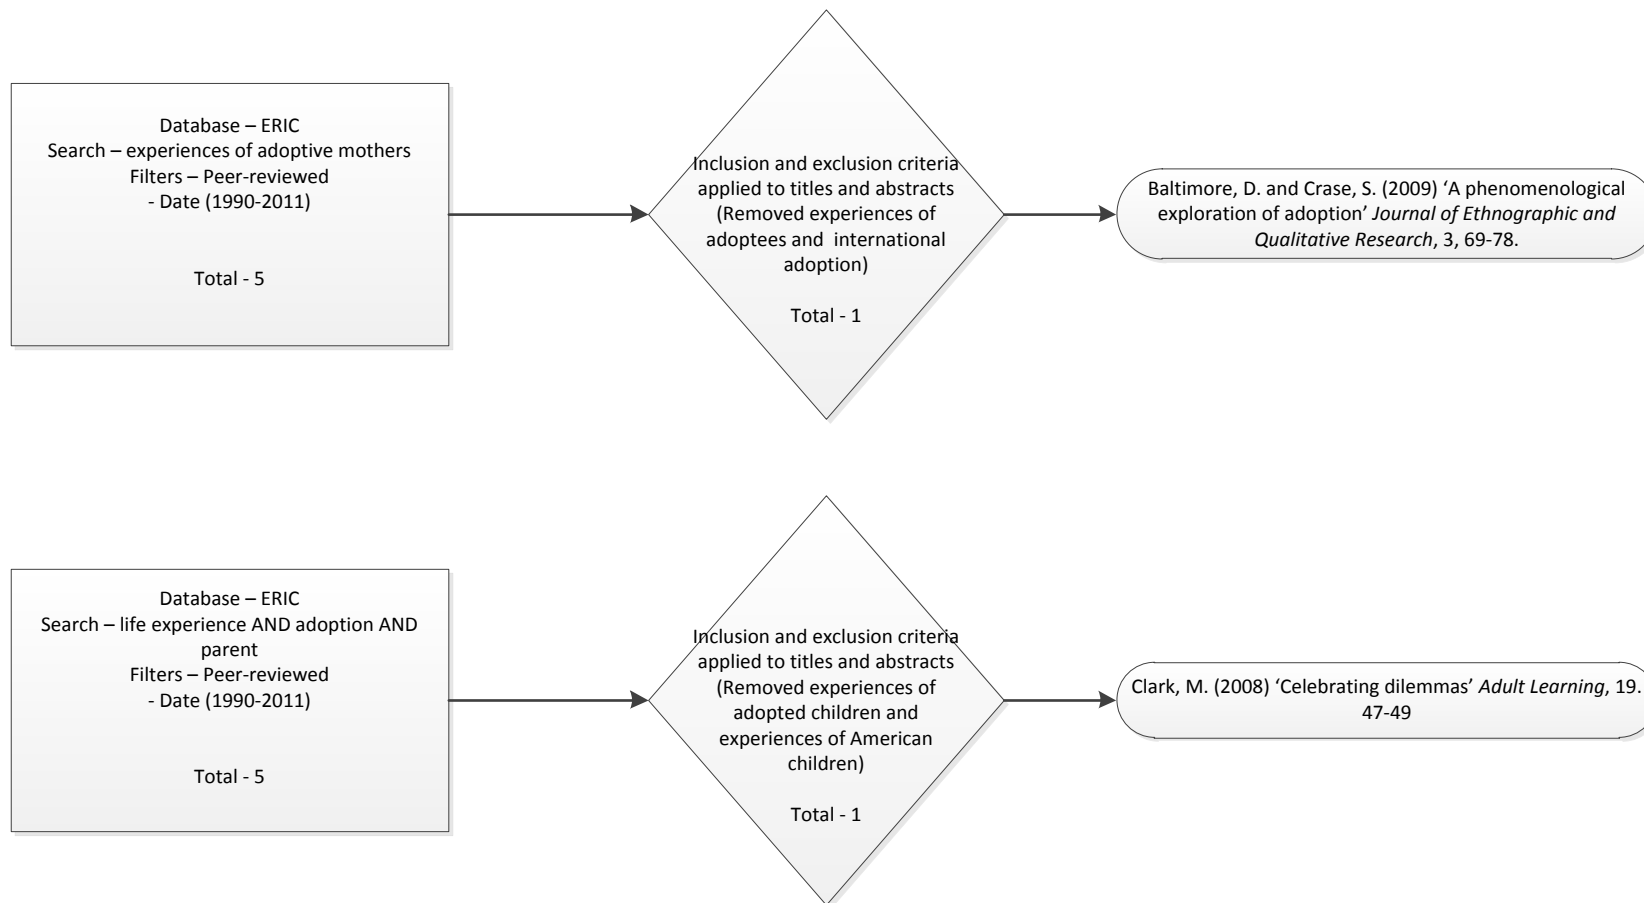 Database – ERIC
Search – experiences of adoptive mothers
Filters – Peer-reviewed
- Date (1990-2011)
Total - 5
Inclusion and exclusion criteria
applied to titles and abstracts
(Removed experiences of
adoptees and  international
adoption)
Total - 1
Baltimore, D. and Crase, S. (2009) ‘A phenomenological
exploration of adoption’ Journal of Ethnographic and
Qualitative Research, 3, 69-78.
Database – ERIC
Search – life experience AND adoption AND
parent
Filters – Peer-reviewed
- Date (1990-2011)
Total - 5
Inclusion and exclusion criteria
applied to titles and abstracts
(Removed experiences of
adopted children and
experiences of American
children)
Total - 1
Clark, M. (2008) ‘Celebrating dilemmas’ Adult Learning, 19.
47-49